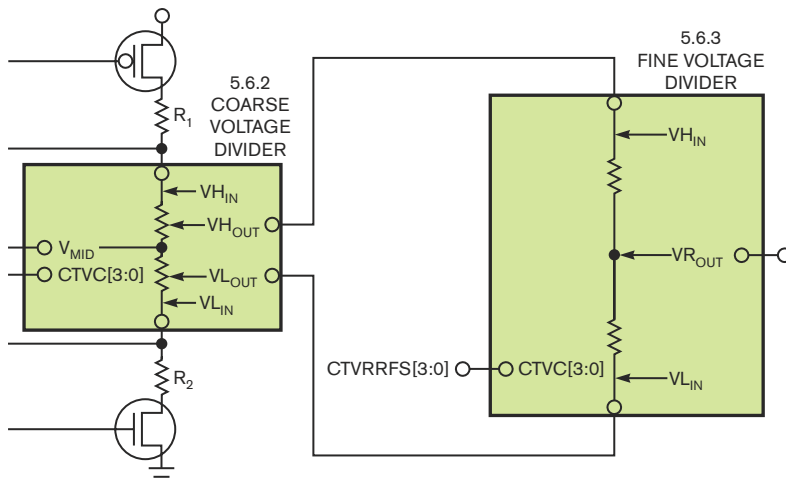 5.6.2
COARSE
VOLTAGE
DIVIDER
5.6.3
FINE VOLTAGE
DIVIDER
R1
VHIN
VHOUT
VMID
CTVC[3:0]
VLOUT
VLIN
R2
VHIN
VROUT
CTVRRFS[3:0]
CTVC[3:0]
VLIN